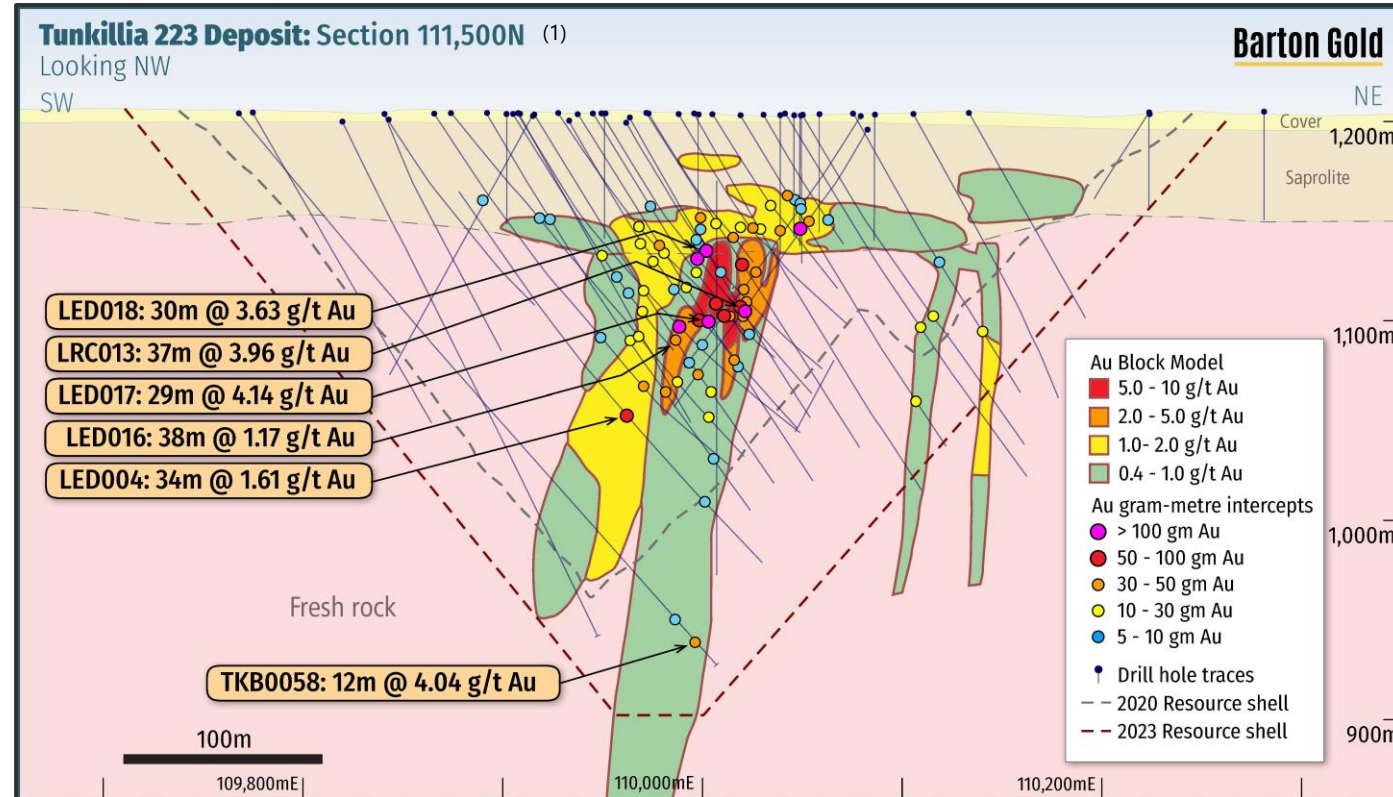 Tunkillia 223 Deposit: Section 111,500N (1)
Barton Gold
Looking NW
SW
NE
Cover
1,200m
Saprolite
LED018: 30m @ 3.63 g/t Au
LRC013: 37m @ 3.96 g/t Au
LED017: 29m @ 4.14 g/t Au
LED016: 38m @ 1.17 g/t Au
LED004: 34m @ 1.61 g/t Au
1,100m
Au Block Model
5.0 - 10 g/t Au
2.0 - 5.0 g/t Au
1.0- 2.0 g/t Au
0.4 - 1.0 g/t Au
Au gram-metre intercepts
> 100 gm Au
50 - 100 gm Au
30 - 50 gm Au
10 - 30 gm Au
5 - 10 gm Au
Drill hole traces
2020 Resource shell
2023 Resource shell
1,000m
Fresh rock
TKB0058: 12m @ 4.04 g/t Au
900m
100m
109,800mE
110,000mE
110,200mE